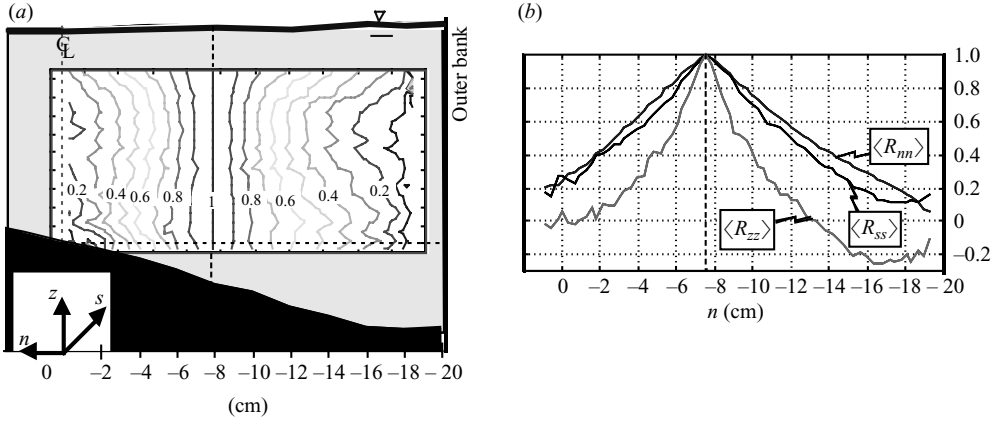 (a)
℄
Outer bank
0.2 0.4 0.6 0.8 1 0.8 0.6 0.4 0.2
z
s
n
0 –2 –4 –6 –8 –10 –12 –14 –16 –18 –20
(cm)
(b)
1.0
0.8
0.6
0.4
0.2
0
–0.2
⟨Rnn⟩
⟨Rzz⟩
⟨Rss⟩
0 –2 –4 –6 –8 –10 –12 –14 –16 –18 –20
n (cm)